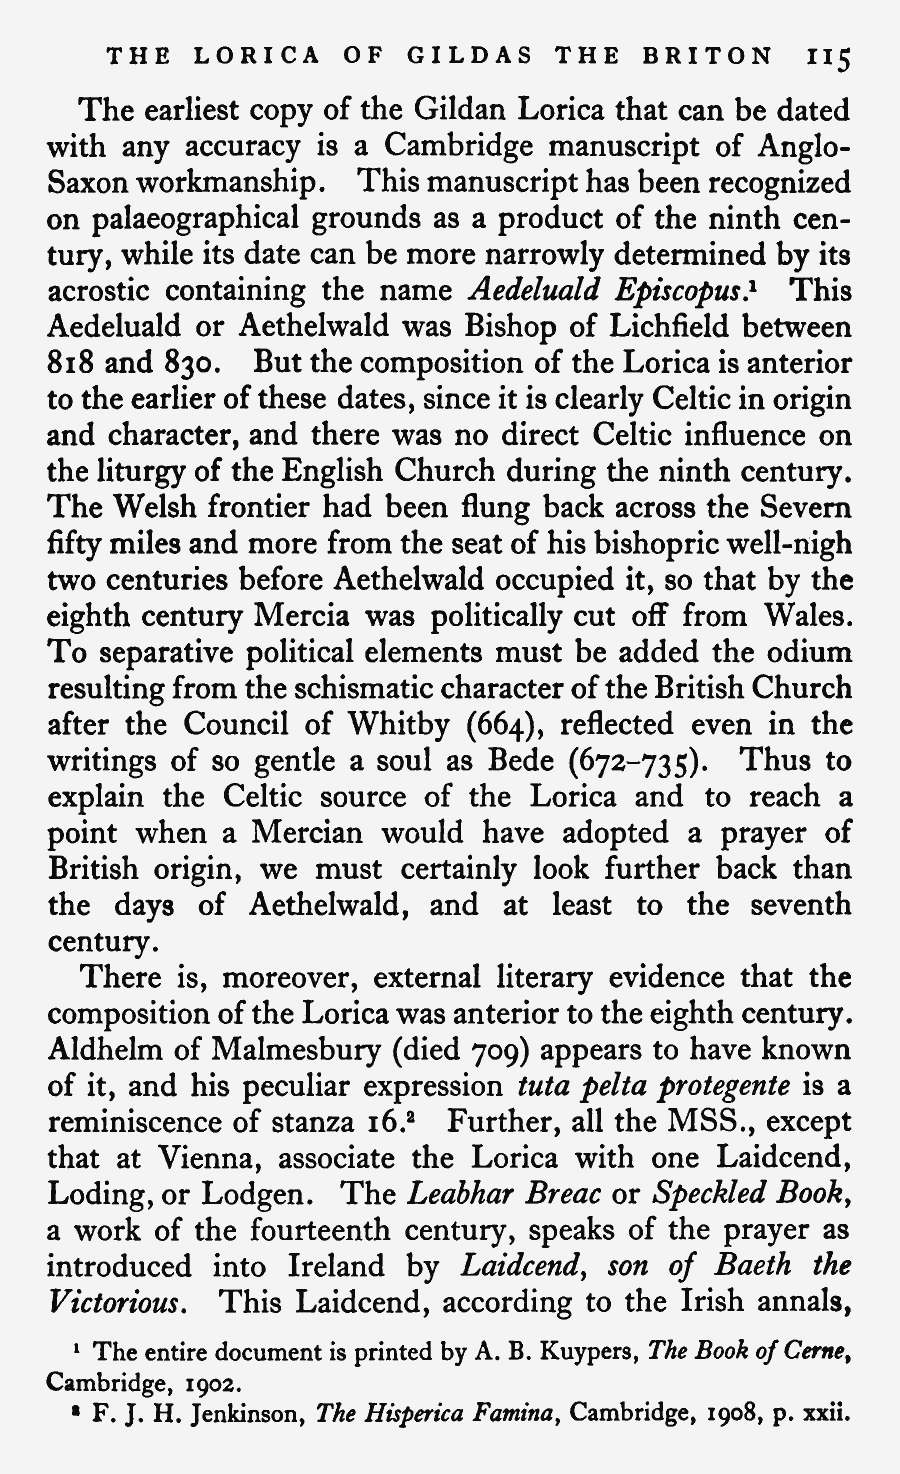 THE LORICA OF GILDAS THE BRITON 115
The earliest copy of the Gildan Lorica that can be dated
with any accuracy is a Cambridge manuscript of Anglo-
Saxon workmanship. This manuscript has been recognized
on palaeographical grounds as a product of the ninth cen-
tury, while its date can be more narrowly determined by its
acrostic containing the name Aedeluald Episcopus.¹ This
Aedeluald or Aethelwald was Bishop of Lichfield between
818 and 830. But the composition of the Lorica is anterior
to the earlier of these dates, since it is clearly Celtic in origin
and character, and there was no direct Celtic influence on
the liturgy of the English Church during the ninth century.
The Welsh frontier had been flung back across the Severn
fifty miles and more from the seat of his bishopric well-nigh
two centuries before Aethelwald occupied it, so that by the
eighth century Mercia was politically cut off from Wales.
To separative political elements must be added the odium
resulting from the schismatic character of the British Church
after the Council of Whitby (664), reflected even in the
writings of so gentle a soul as Bede (672–735). Thus to
explain the Celtic source of the Lorica and to reach a
point when a Mercian would have adopted a prayer of
British origin, we must certainly look further back than
the days of Aethelwald, and at least to the seventh
century.
There is, moreover, external literary evidence that the
composition of the Lorica was anterior to the eighth century.
Aldhelm of Malmesbury (died 709) appears to have known
of it, and his peculiar expression tuta pelta protegente is a
reminiscence of stanza 16.² Further, all the MSS., except
that at Vienna, associate the Lorica with one Laidcend,
Loding, or Lodgen. The Leabhar Breac or Speckled Book,
a work of the fourteenth century, speaks of the prayer as
introduced into Ireland by Laidcend, son of Baeth the
Victorious. This Laidcend, according to the Irish annals,
¹ The entire document is printed by A. B. Kuypers, The Book of Cerne,
Cambridge, 1902.
² F. J. H. Jenkinson, The Hisperica Famina, Cambridge, 1908, p. xxii.